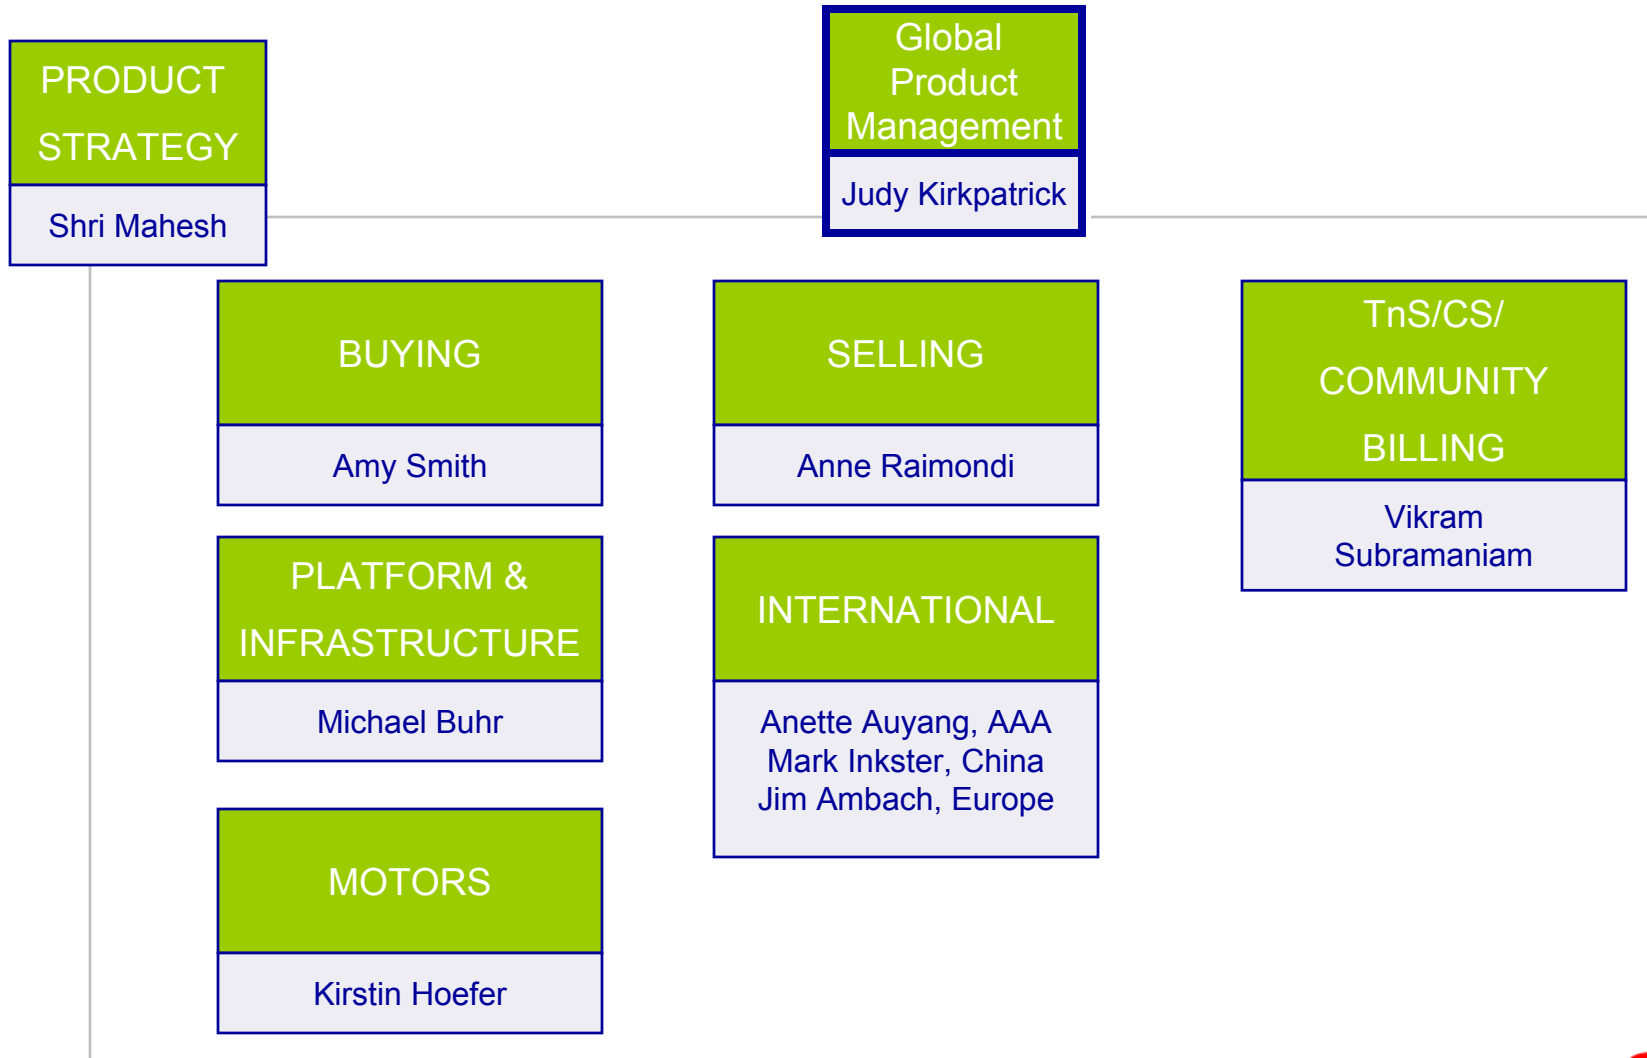 PRODUCT
STRATEGY
Shri Mahesh
Global
Product
Management
Judy Kirkpatrick
BUYING
Amy Smith
SELLING
Anne Raimondi
TnS/CS/
COMMUNITY
BILLING
Vikram
Subramaniam
PLATFORM &
INFRASTRUCTURE
Michael Buhr
INTERNATIONAL
Anette Auyang, AAA
Mark Inkster, China
Jim Ambach, Europe
MOTORS
Kirstin Hoefer